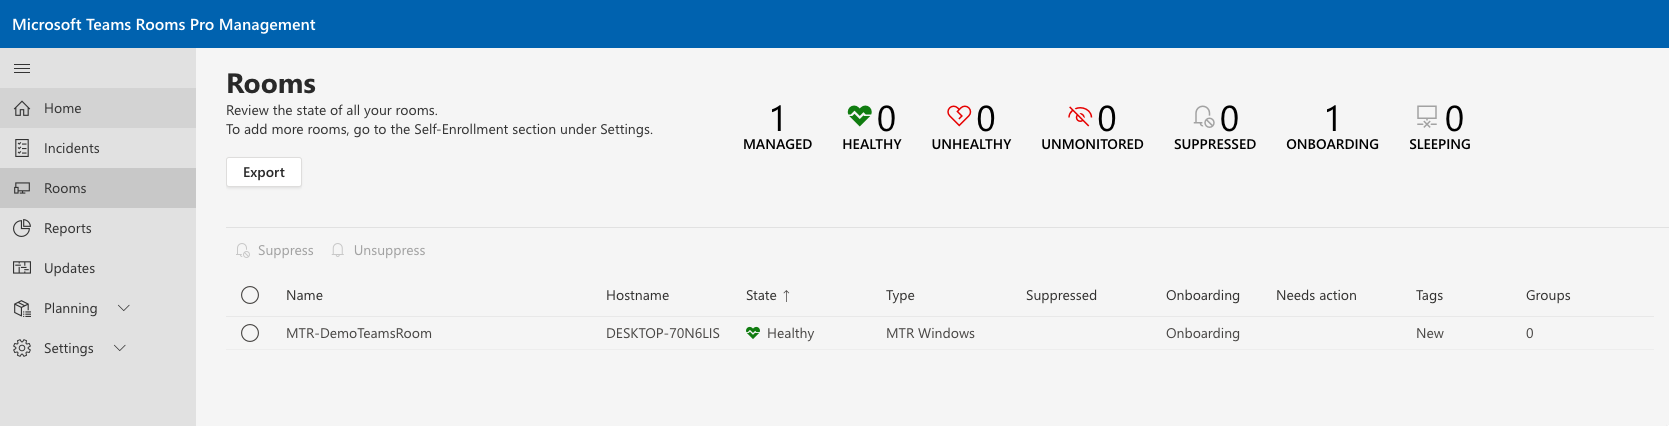 Microsoft Teams Rooms Pro Management
Home
Incidents
Rooms
Reports
Updates
Planning
Settings
Rooms
Review the state of all your rooms.
To add more rooms, go to the Self-Enrollment section under Settings.
Export
1 0 0 0 0 1 0
MANAGED HEALTHY UNHEALTHY UNMONITORED SUPPRESSED ONBOARDING SLEEPING
Suppress Unsuppress
Name Hostname State ↑ Type Suppressed Onboarding Needs action Tags Groups
MTR-DemoTeamsRoom DESKTOP-70N6LIS Healthy MTR Windows Onboarding New 0